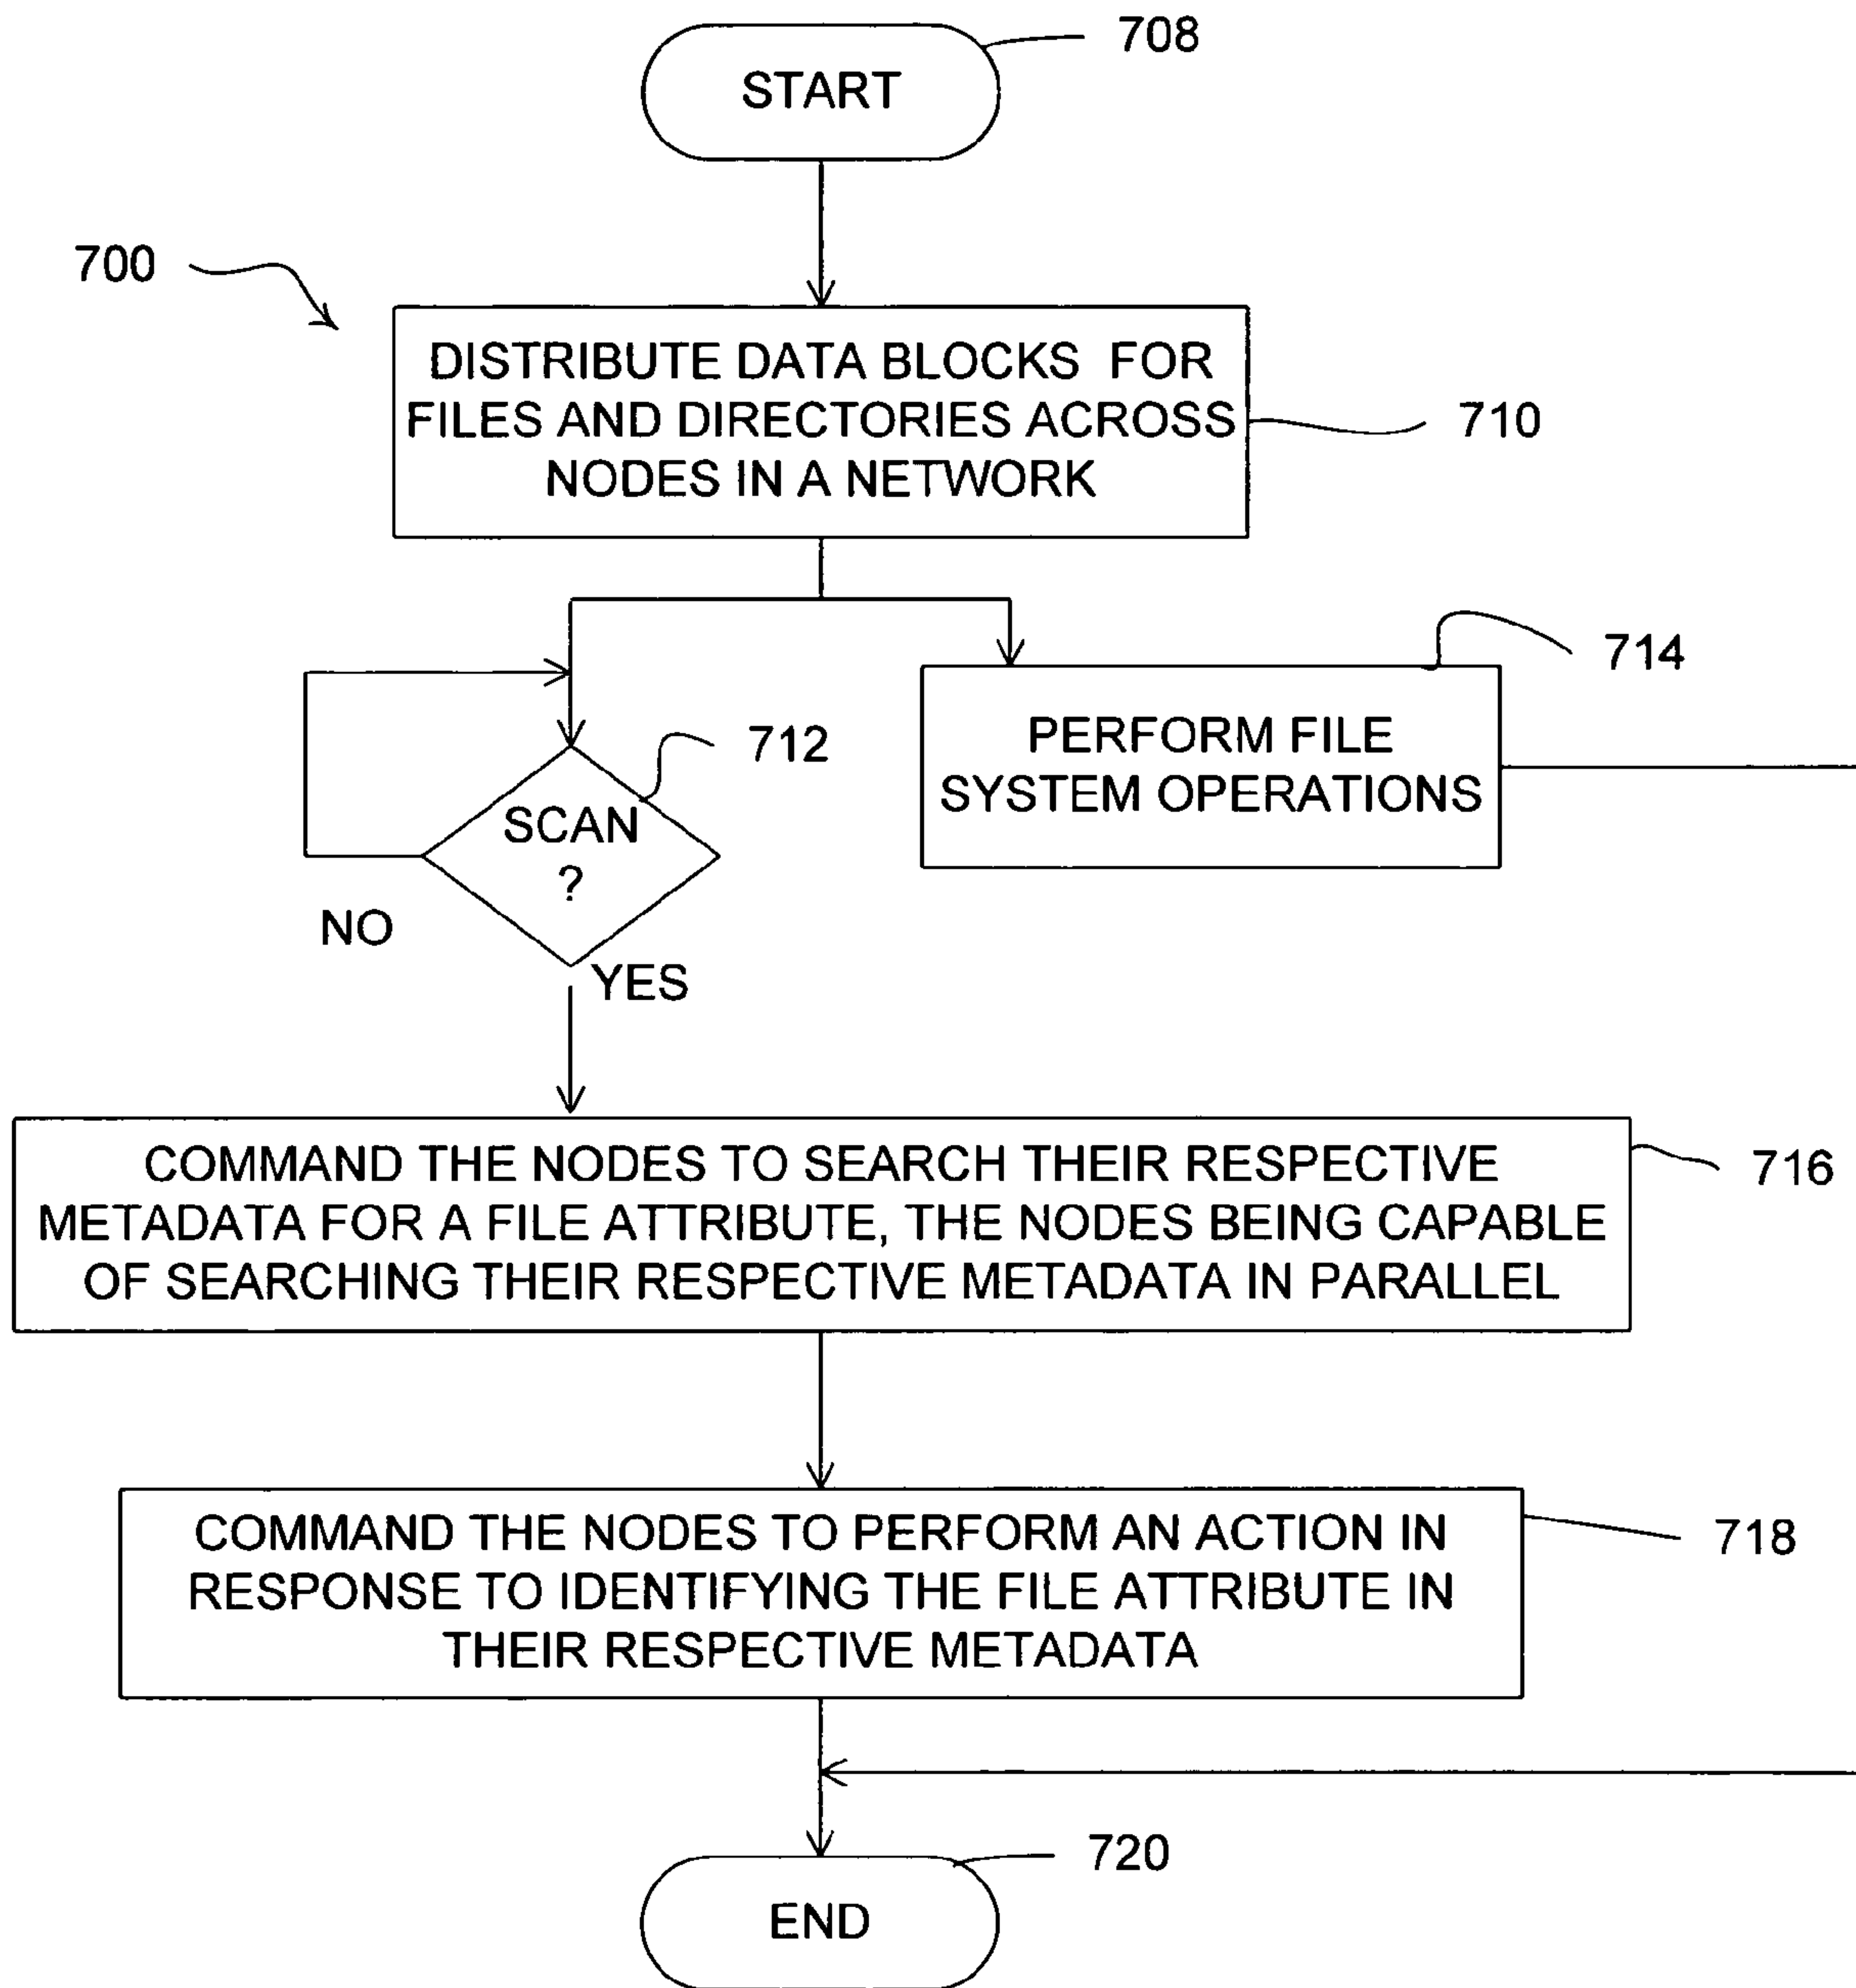 708
START
700
DISTRIBUTE DATA BLOCKS FOR
FILES AND DIRECTORIES ACROSS
NODES IN A NETWORK
710
714
PERFORM FILE
SYSTEM OPERATIONS
712
SCAN
?
NO
YES
COMMAND THE NODES TO SEARCH THEIR RESPECTIVE
METADATA FOR A FILE ATTRIBUTE, THE NODES BEING CAPABLE
OF SEARCHING THEIR RESPECTIVE METADATA IN PARALLEL
716
COMMAND THE NODES TO PERFORM AN ACTION IN
RESPONSE TO IDENTIFYING THE FILE ATTRIBUTE IN
THEIR RESPECTIVE METADATA
718
720
END